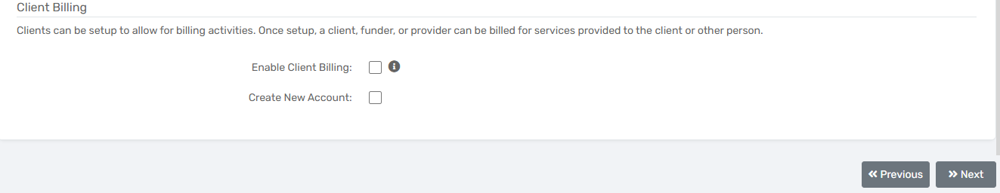 Client Billing
Clients can be setup to allow for billing activities. Once setup, a client, funder, or provider can be billed for services provided to the client or other person.
Enable Client Billing:
Create New Account:
Previous Next